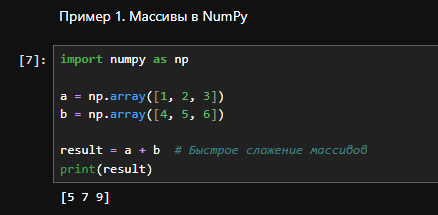 Пример 1. Массивы в NumPy
[7]: import numpy as np
a = np.array([1, 2, 3])
b = np.array([4, 5, 6])
result = a + b  # Быстрое сложение массибов
print(result)
[5 7 9]